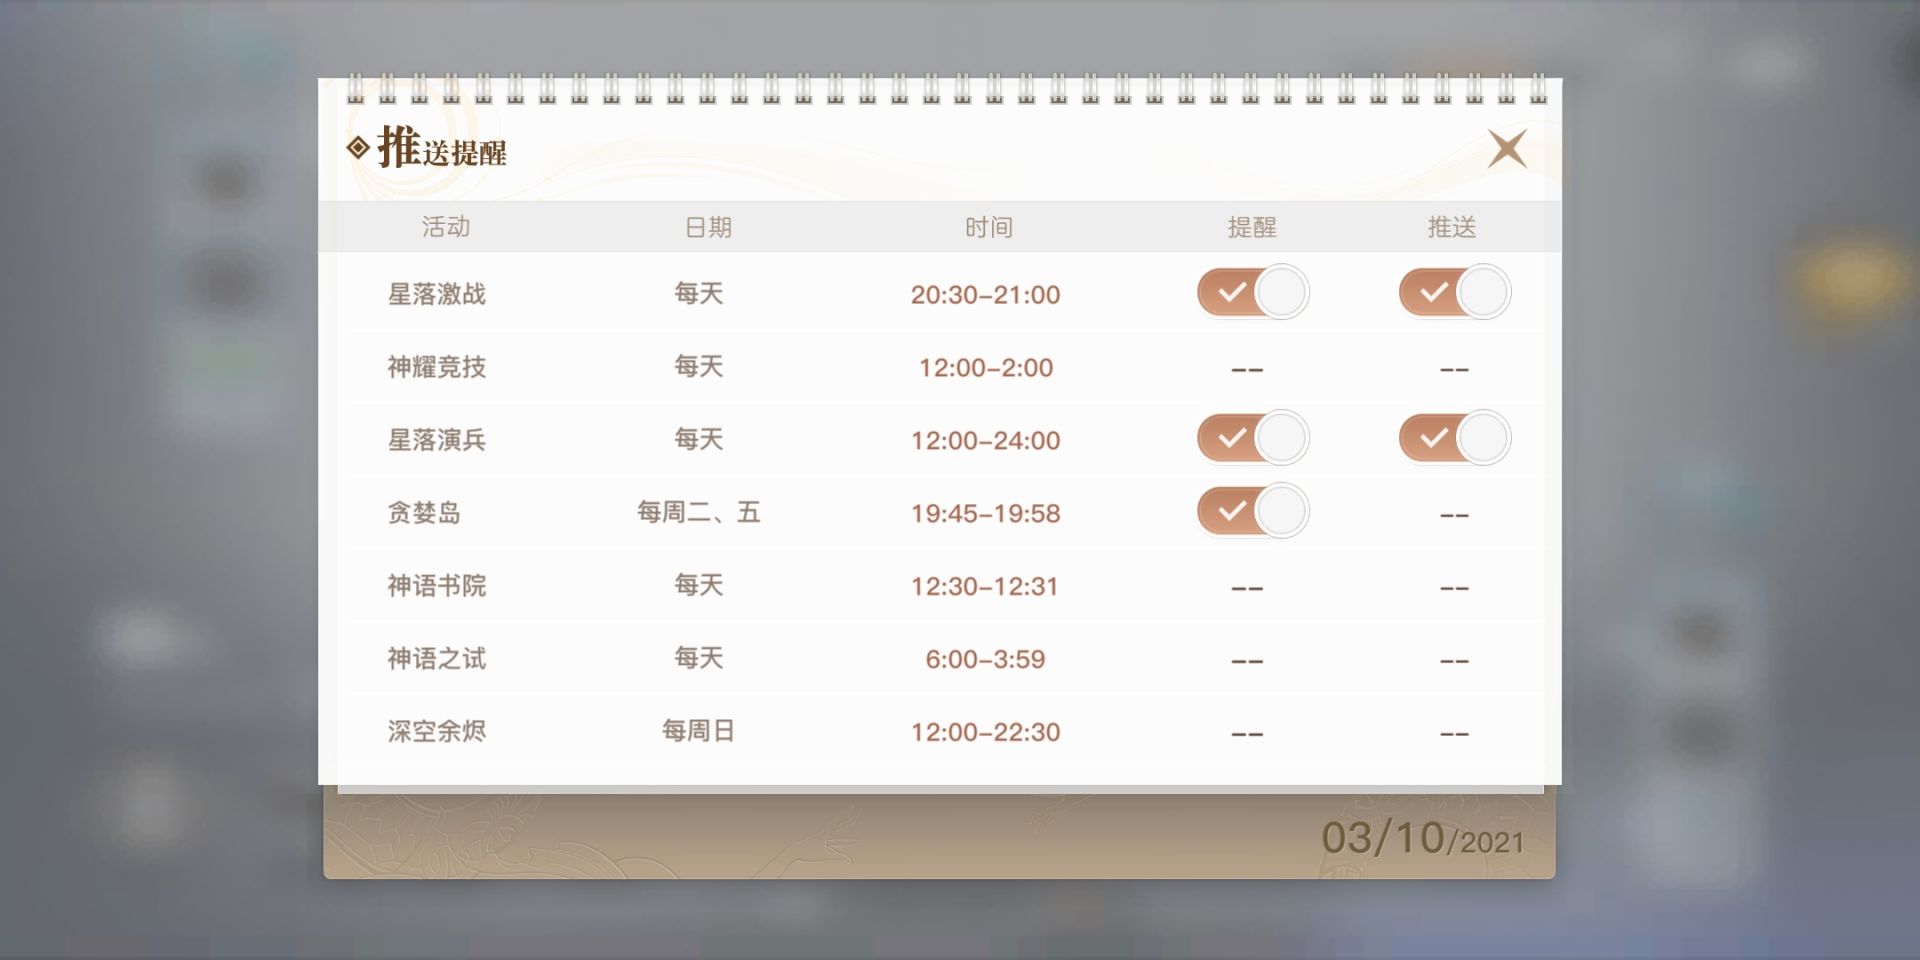 推送提醒
活动 日期 时间 提醒 推送
星落激战 每天 20:30-21:00
神耀竞技 每天 12:00-2:00 -- --
星落演兵 每天 12:00-24:00
贪婪岛 每周二、五 19:45-19:58 --
神语书院 每天 12:30-12:31 -- --
神语之试 每天 6:00-3:59 -- --
深空余烬 每周日 12:00-22:30 -- --
03/10/2021